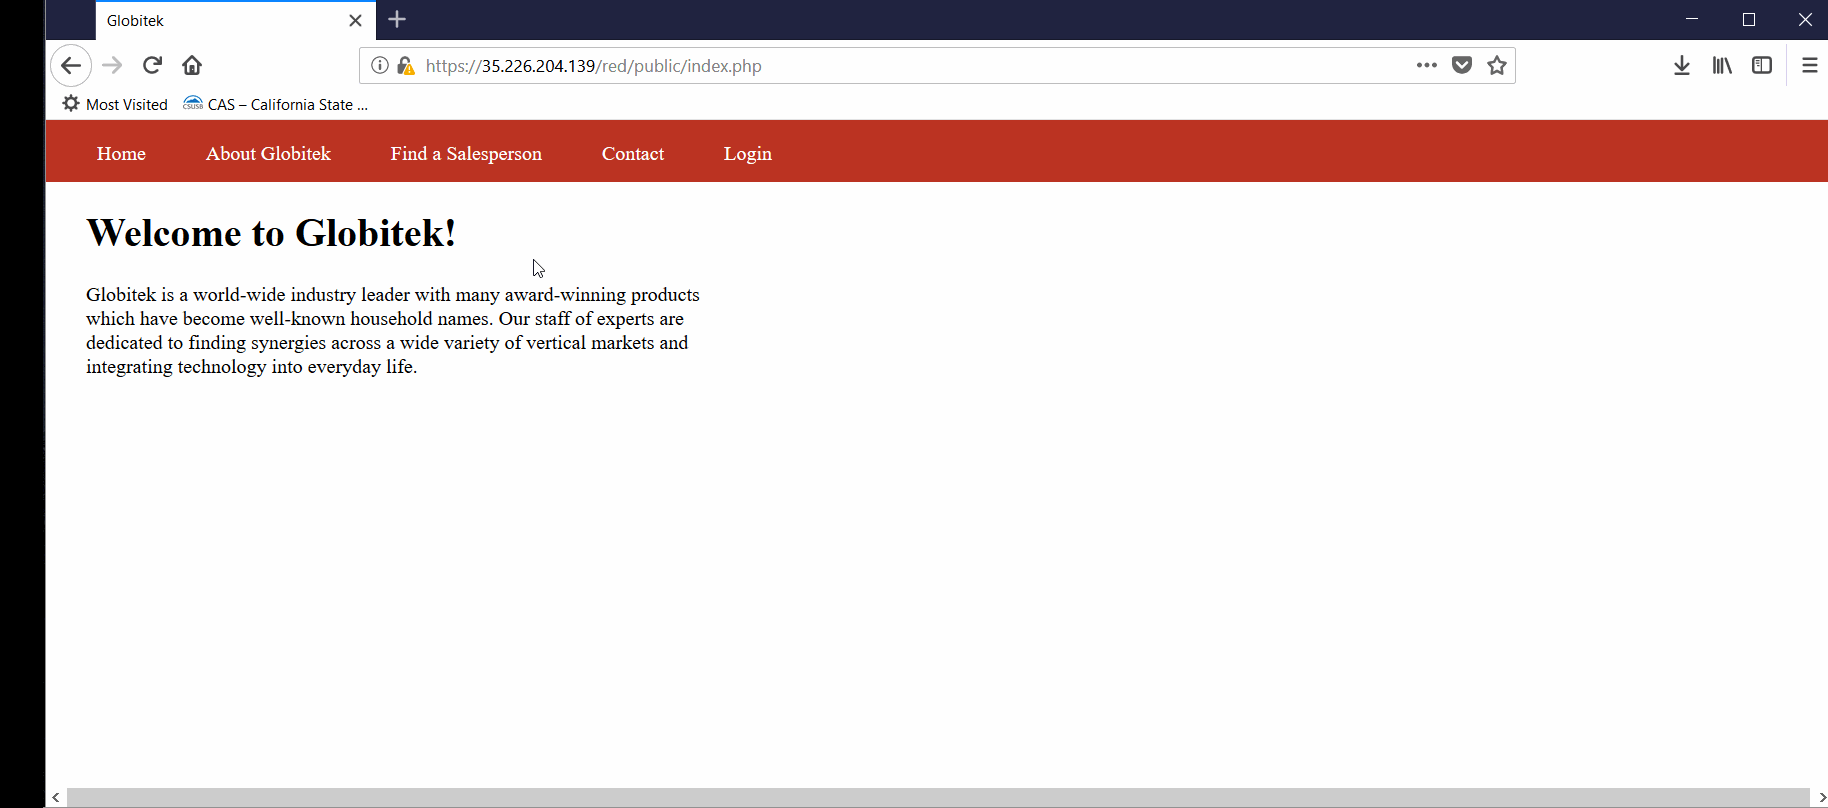 Globitek
https://35.226.204.139/red/public/index.php
Most Visited CSUSB CAS – California State ...
Home About Globitek Find a Salesperson Contact Login
Welcome to Globitek!
Globitek is a world-wide industry leader with many award-winning products
which have become well-known household names. Our staff of experts are
dedicated to finding synergies across a wide variety of vertical markets and
integrating technology into everyday life.